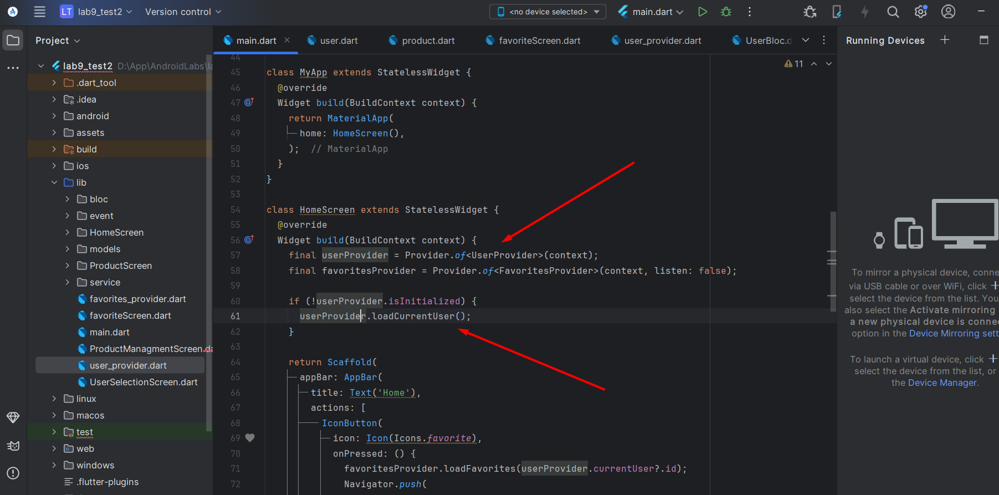 LT lab9_test2 Version control <no device selected> main.dart
Project
main.dart user.dart product.dart favoriteScreen.dart user_provider.dart UserBloc.d
Running Devices
lab9_test2 D:\App\AndroidLabs\la
.dart_tool
.idea
android
assets
build
ios
lib
bloc
event
HomeScreen
models
ProductScreen
service
favorites_provider.dart
favoriteScreen.dart
main.dart
ProductManagmentScreen.da
user_provider.dart
UserSelectionScreen.dart
linux
macos
test
web
windows
.flutter-plugins
11
44
45 class MyApp extends StatelessWidget {
46 @override
47 Widget build(BuildContext context) {
48 return MaterialApp(
49 home: HomeScreen(),
50 ); // MaterialApp
51 }
52 }
53
54 class HomeScreen extends StatelessWidget {
55 @override
56 Widget build(BuildContext context) {
57 final userProvider = Provider.of<UserProvider>(context);
58 final favoritesProvider = Provider.of<FavoritesProvider>(context, listen: false);
59
60 if (!userProvider.isInitialized) {
61 userProvider.loadCurrentUser();
62 }
63
64 return Scaffold(
65 appBar: AppBar(
66 title: Text('Home'),
67 actions: [
68 IconButton(
69 icon: Icon(Icons.favorite),
70 onPressed: () {
71 favoritesProvider.loadFavorites(userProvider.currentUser?.id);
72 Navigator.push(
To mirror a physical device, conne
via USB cable or over WiFi, click +
select the device from the list. You
also select the Activate mirroring
a new physical device is connec
option in the Device Mirroring sett
To launch a virtual device, click +
select the device from the list, or
the Device Manager.